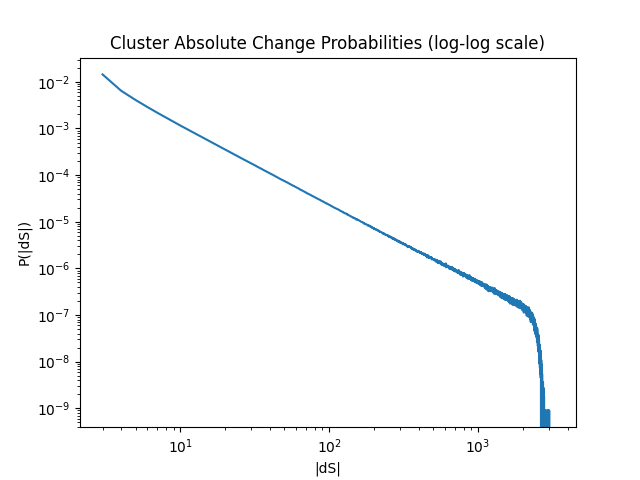 Cluster Absolute Change Probabilities (log-log scale)
P(|dS|)
10⁻²
10⁻³
10⁻⁴
10⁻⁵
10⁻⁶
10⁻⁷
10⁻⁸
10⁻⁹
10¹ 10² 10³
|dS|